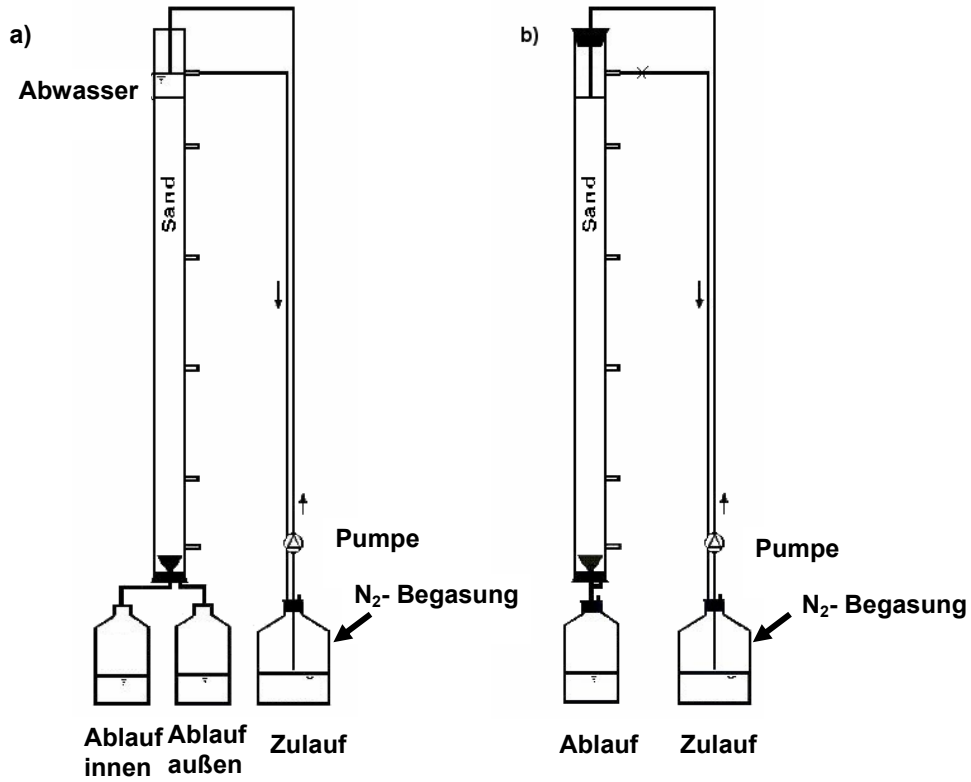 a)
Abwasser
Sand
Pumpe
N₂- Begasung
Ablauf
innen
Ablauf
außen
Zulauf
b)
Sand
Pumpe
N₂- Begasung
Ablauf
Zulauf